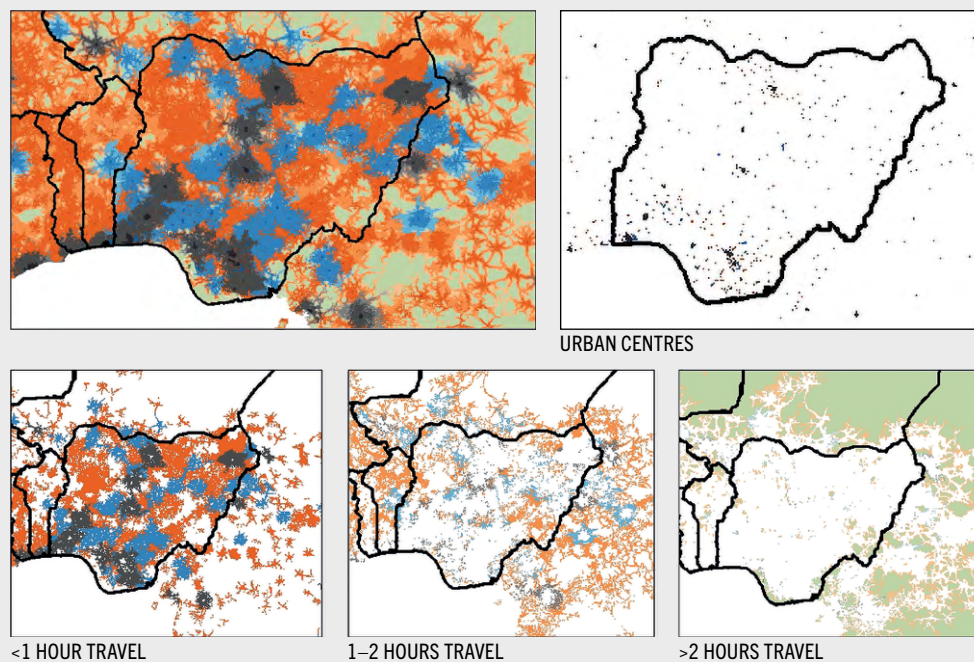 URBAN CENTRES
<1 HOUR TRAVEL
1–2 HOURS TRAVEL
>2 HOURS TRAVEL